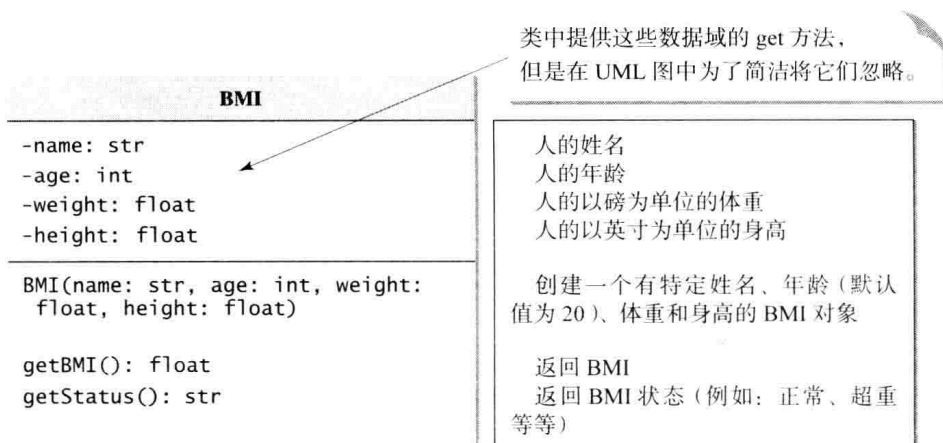 类中提供这些数据域的 get 方法，
但是在 UML 图中为了简洁将它们忽略。
BMI
-name: str
-age: int
-weight: float
-height: float
BMI(name: str, age: int, weight:
float, height: float)
getBMI(): float
getStatus(): str
人的姓名
人的年龄
人的以磅为单位的体重
人的以英寸为单位的身高
创建一个有特定姓名、年龄（默认
值为 20）、体重和身高的 BMI 对象
返回 BMI
返回 BMI 状态（例如：正常、超重
等等）